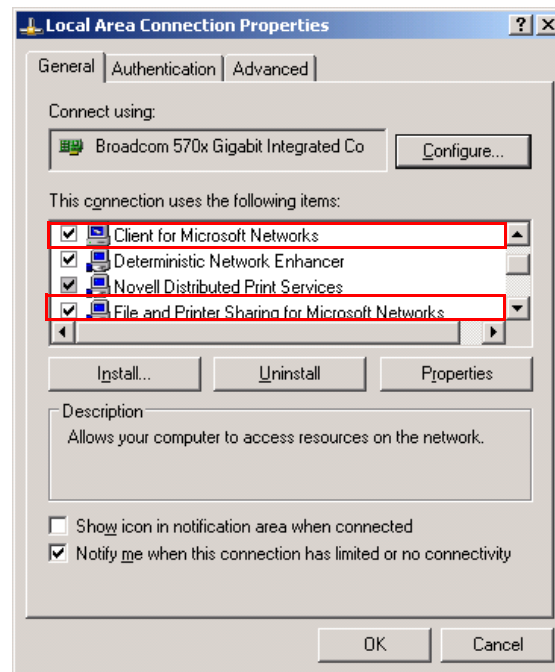 Local Area Connection Properties
General Authentication Advanced
Connect using:
Broadcom 570x Gigabit Integrated Co Configure...
This connection uses the following items:
Client for Microsoft Networks
Deterministic Network Enhancer
Novell Distributed Print Services
File and Printer Sharing for Microsoft Networks
Install... Uninstall Properties
Description
Allows your computer to access resources on the network.
Show icon in notification area when connected
Notify me when this connection has limited or no connectivity
OK Cancel